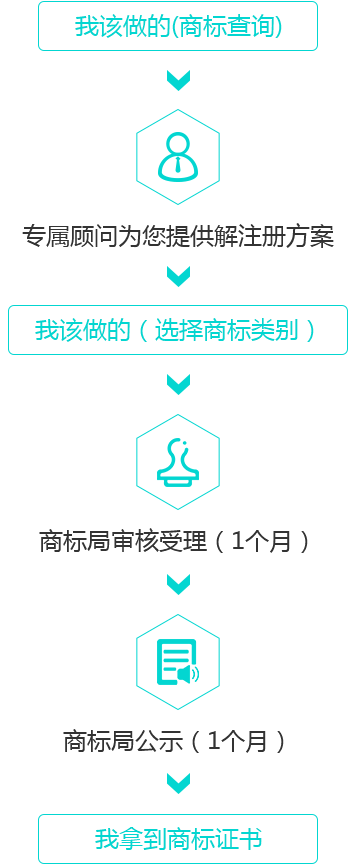 我该做的(商标查询)
专属顾问为您提供解注册方案
我该做的（选择商标类别）
商标局审核受理（1个月）
商标局公示（1个月）
我拿到商标证书